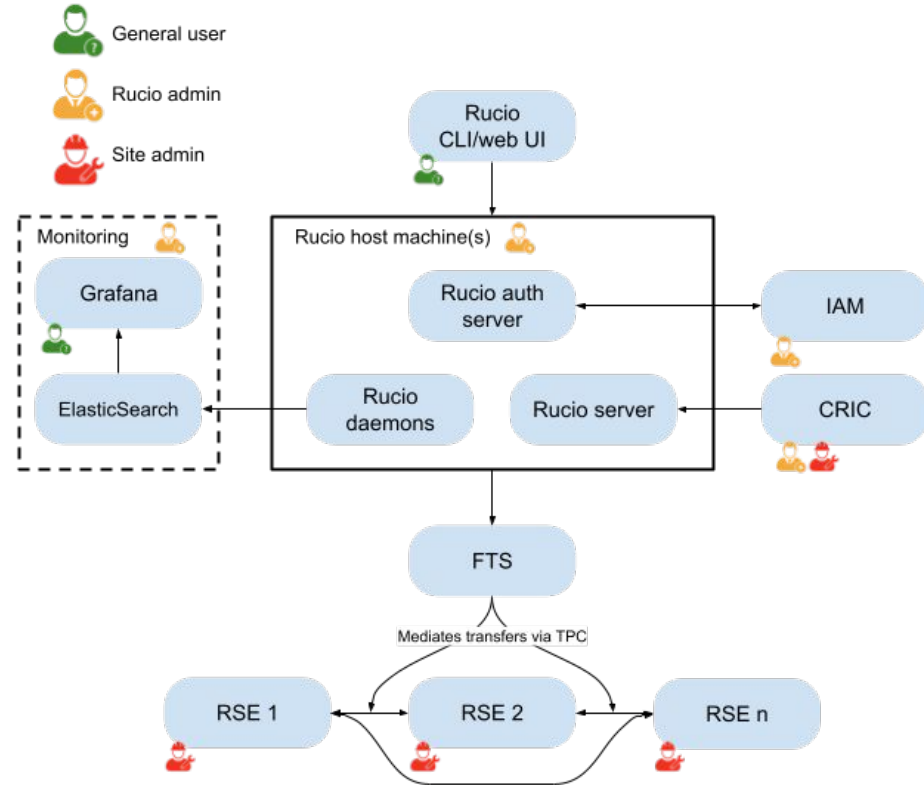 General user
Rucio admin
Site admin
Rucio
CLI/web UI
Monitoring
Rucio host machine(s)
Grafana
Rucio auth
server
IAM
ElasticSearch
Rucio
daemons
Rucio server
CRIC
FTS
Mediates transfers via TPC
RSE 1
RSE 2
RSE n